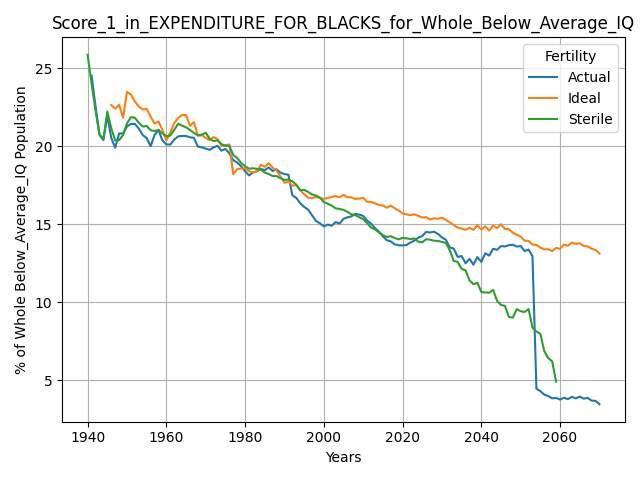 Score_1_in_EXPENDITURE_FOR_BLACKS_for_Whole_Below_Average_IQ
Fertility
Actual
Ideal
Sterile
% of Whole Below_Average_IQ Population
25
20
15
10
5
1940
1960
1980
2000
2020
2040
2060
Years